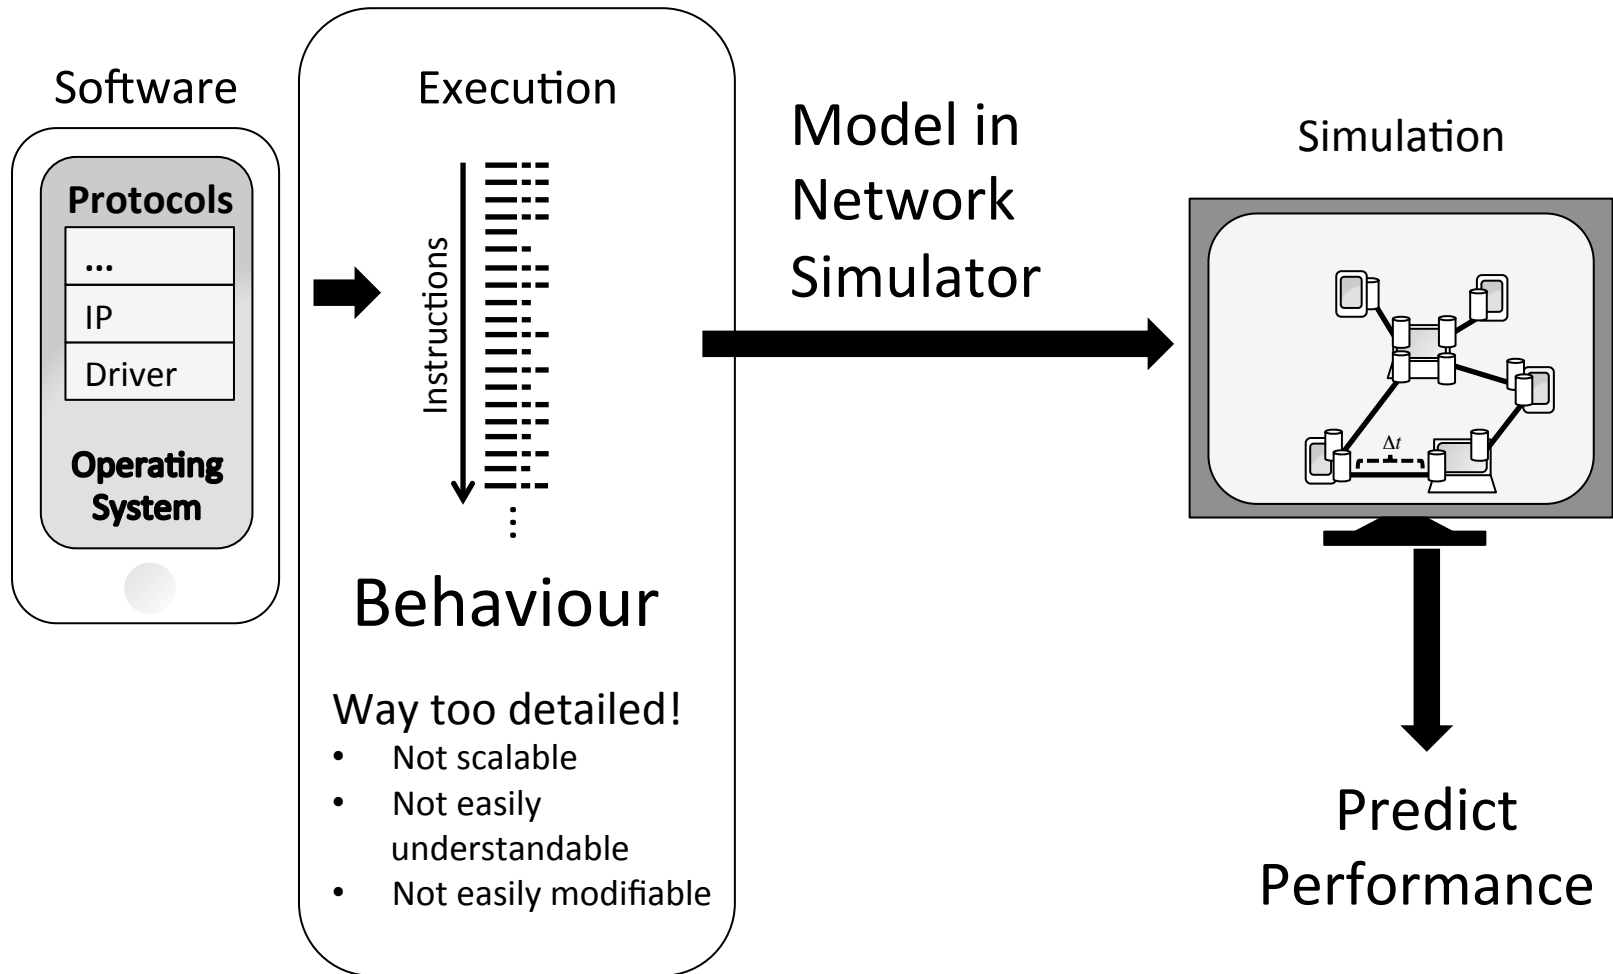 Software
Protocols
...
IP
Driver
Operating
System
Execution
Instructions
⋮
Behaviour
Way too detailed!
• Not scalable
• Not easily
understandable
• Not easily modifiable
Model in
Network
Simulator
Simulation
Δt
Predict
Performance